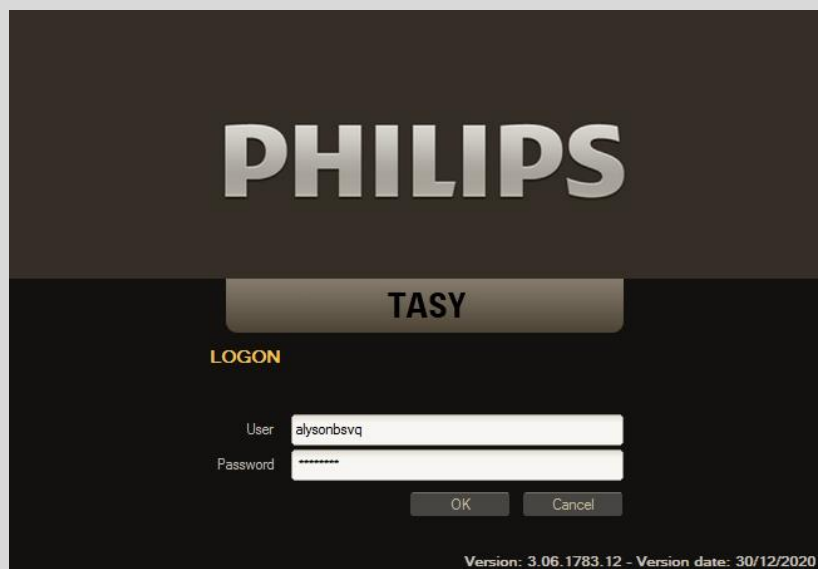 PHILIPS
TASY
LOGON
User alysonbsvq
Password ********
OK Cancel
Version: 3.06.1783.12 - Version date: 30/12/2020